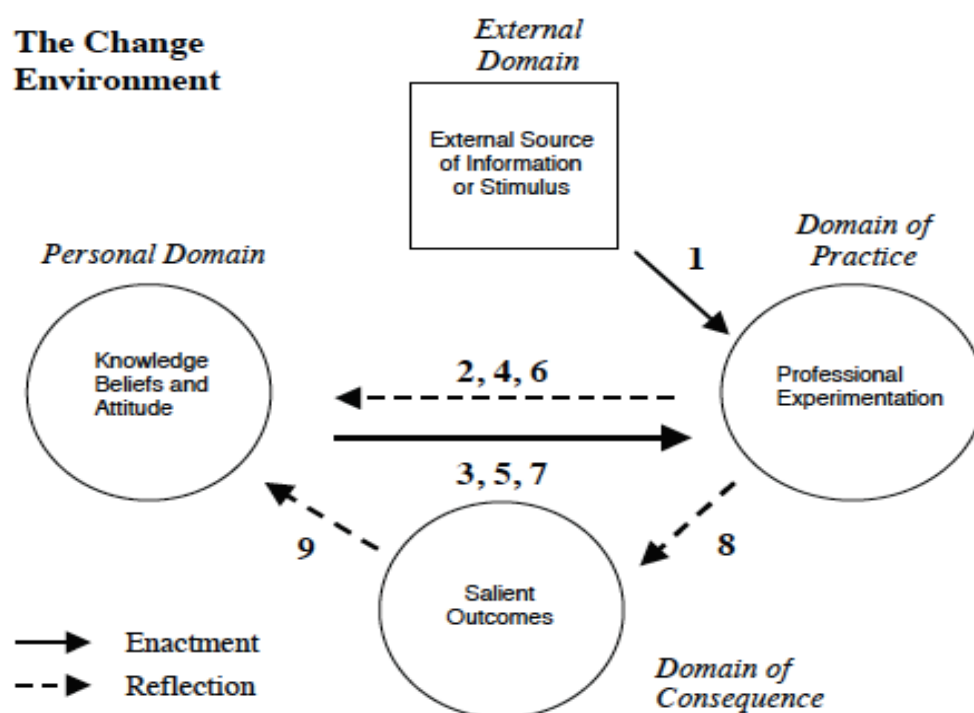 The Change
Environment
External
Domain
External Source
of Information
or Stimulus
Personal Domain
Domain of
Practice
1
Knowledge
Beliefs and
Attitude
2, 4, 6
Professional
Experimentation
3, 5, 7
9
8
Salient
Outcomes
Enactment
Reflection
Domain of
Consequence